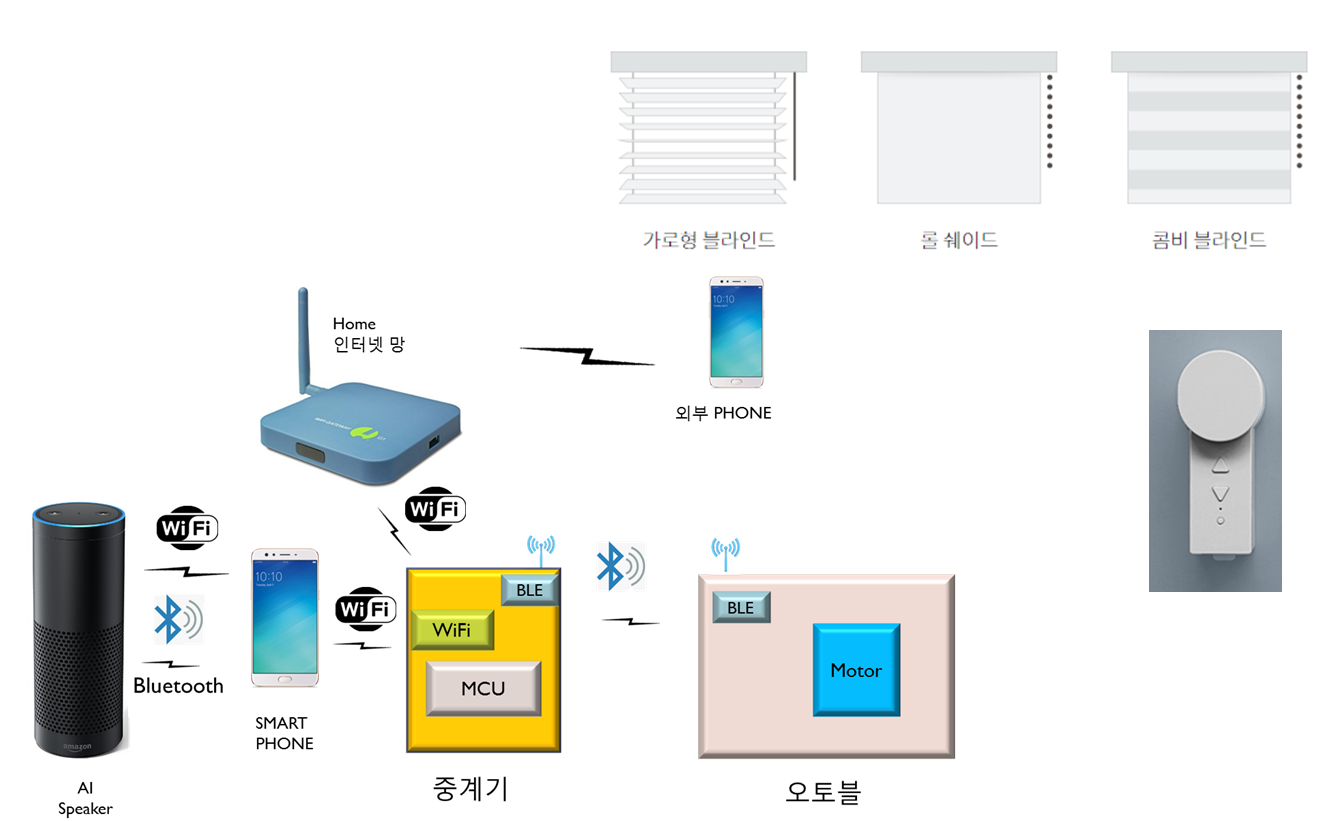 가로형 블라인드
롤 쉐이드
콤비 블라인드
Home
인터넷 망
10:10
외부 PHONE
WiFi
WiFi
10:10
Bluetooth
SMART
PHONE
amazon
AI
Speaker
WiFi
BLE
WiFi
MCU
중계기
BLE
Motor
오토블